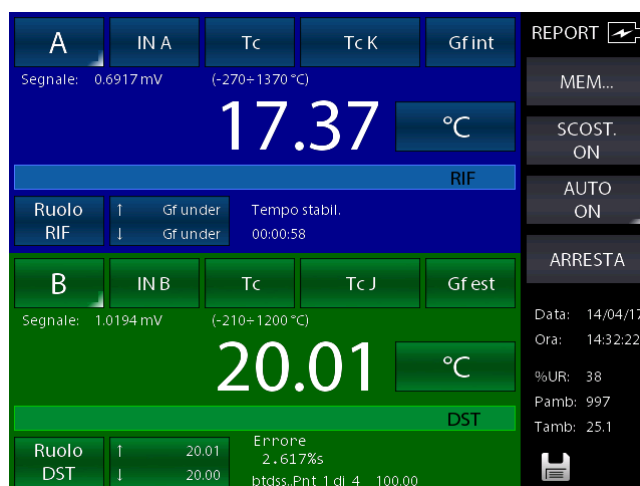 A IN A Tc Tc K Gf int
Segnale: 0.6917 mV (-270÷1370 °C)
17.37 °C
RIF
Ruolo RIF
↑ Gf under
↓ Gf under
Tempo stabil.
00:00:58
B IN B Tc Tc J Gf est
Segnale: 1.0194 mV (-210÷1200 °C)
20.01 °C
DST
Ruolo DST
↑ 20.01
↓ 20.00
Errore
2.617%s
btdss..Pnt 1 di 4 100.00
REPORT
MEM...
SCOST.
ON
AUTO
ON
ARRESTA
Data: 14/04/17
Ora: 14:32:22
%UR: 38
Pamb: 997
Tamb: 25.1